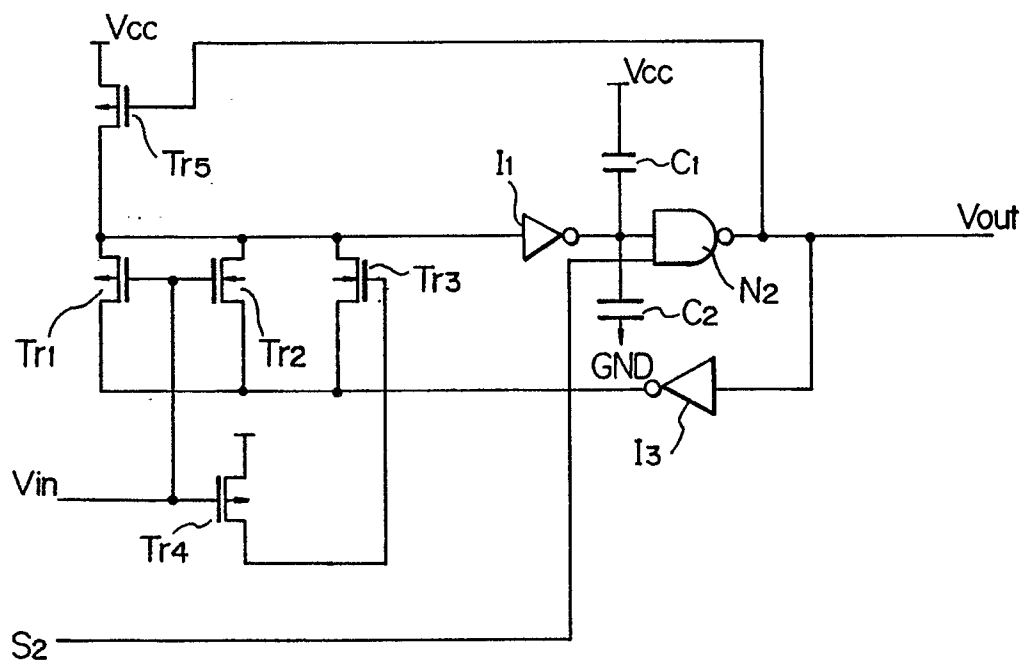 Vcc
Vcc
Tr5
I1
C1
Vout
Tr3
N2
Tr1
Tr2
C2
GND
I3
Vin
Tr4
S2